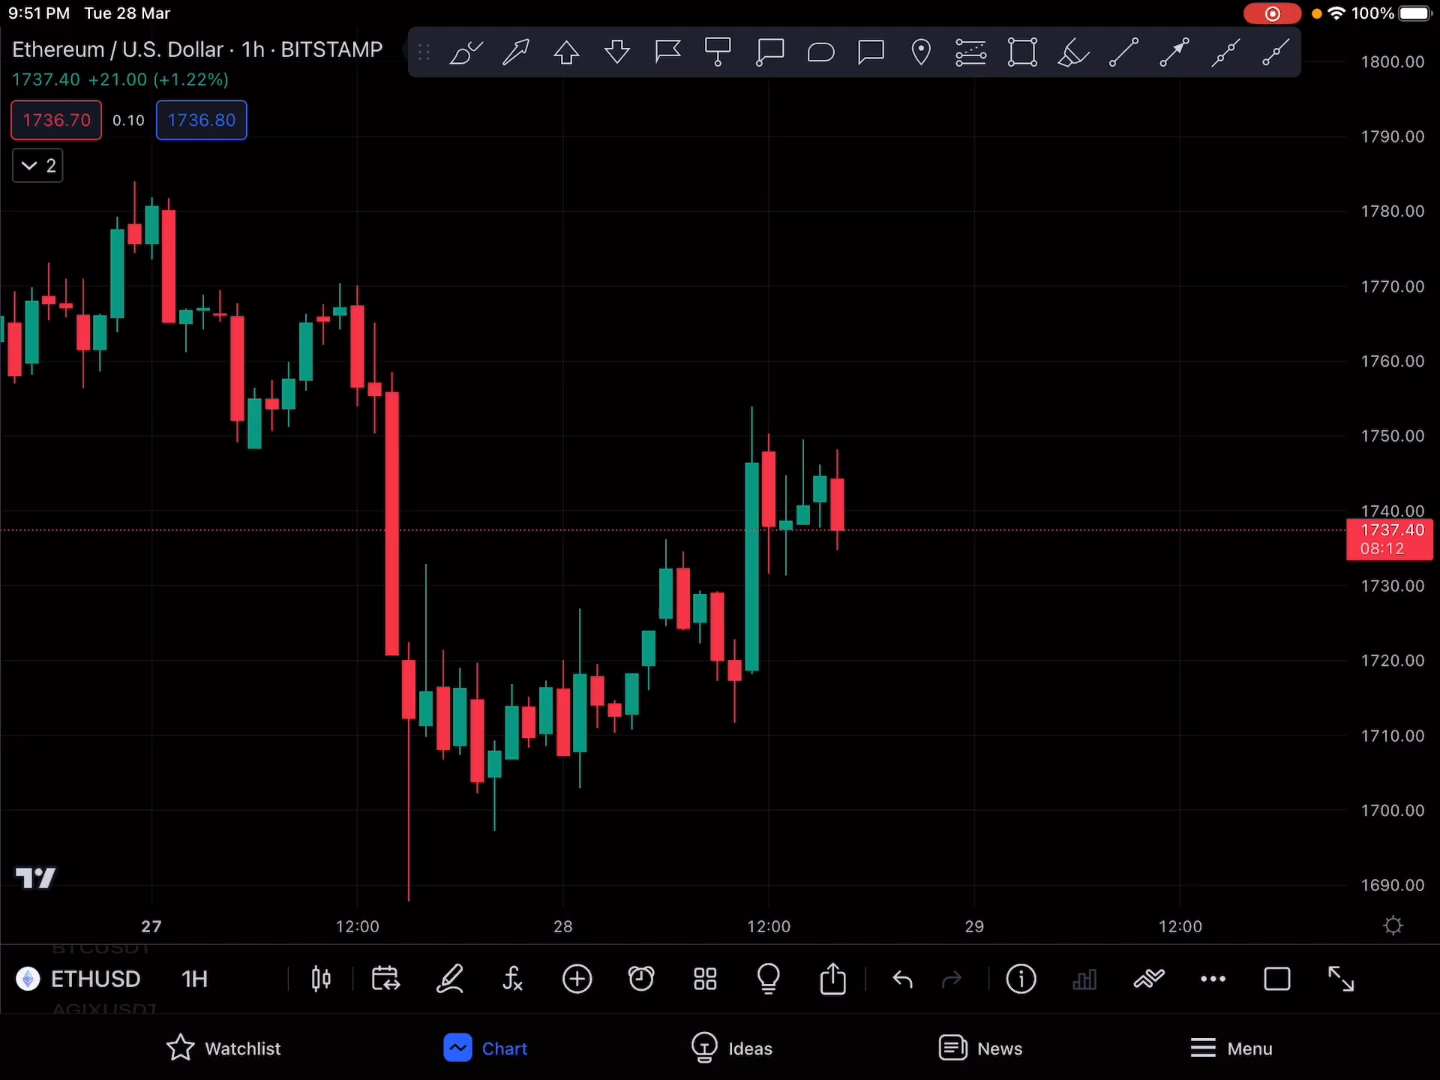 9:51 PM Tue 28 Mar 100%
Ethereum / U.S. Dollar · 1h · BITSTAMP
1737.40 +21.00 (+1.22%)
1736.70 0.10 1736.80
2
1800.00
1790.00
1780.00
1770.00
1760.00
1750.00
1740.00
1737.40
08:12
1730.00
1720.00
1710.00
1700.00
1690.00
27 12:00 28 12:00 29 12:00
BTCUSDT
ETHUSD 1H
AGIXUSDT
Watchlist Chart Ideas News Menu